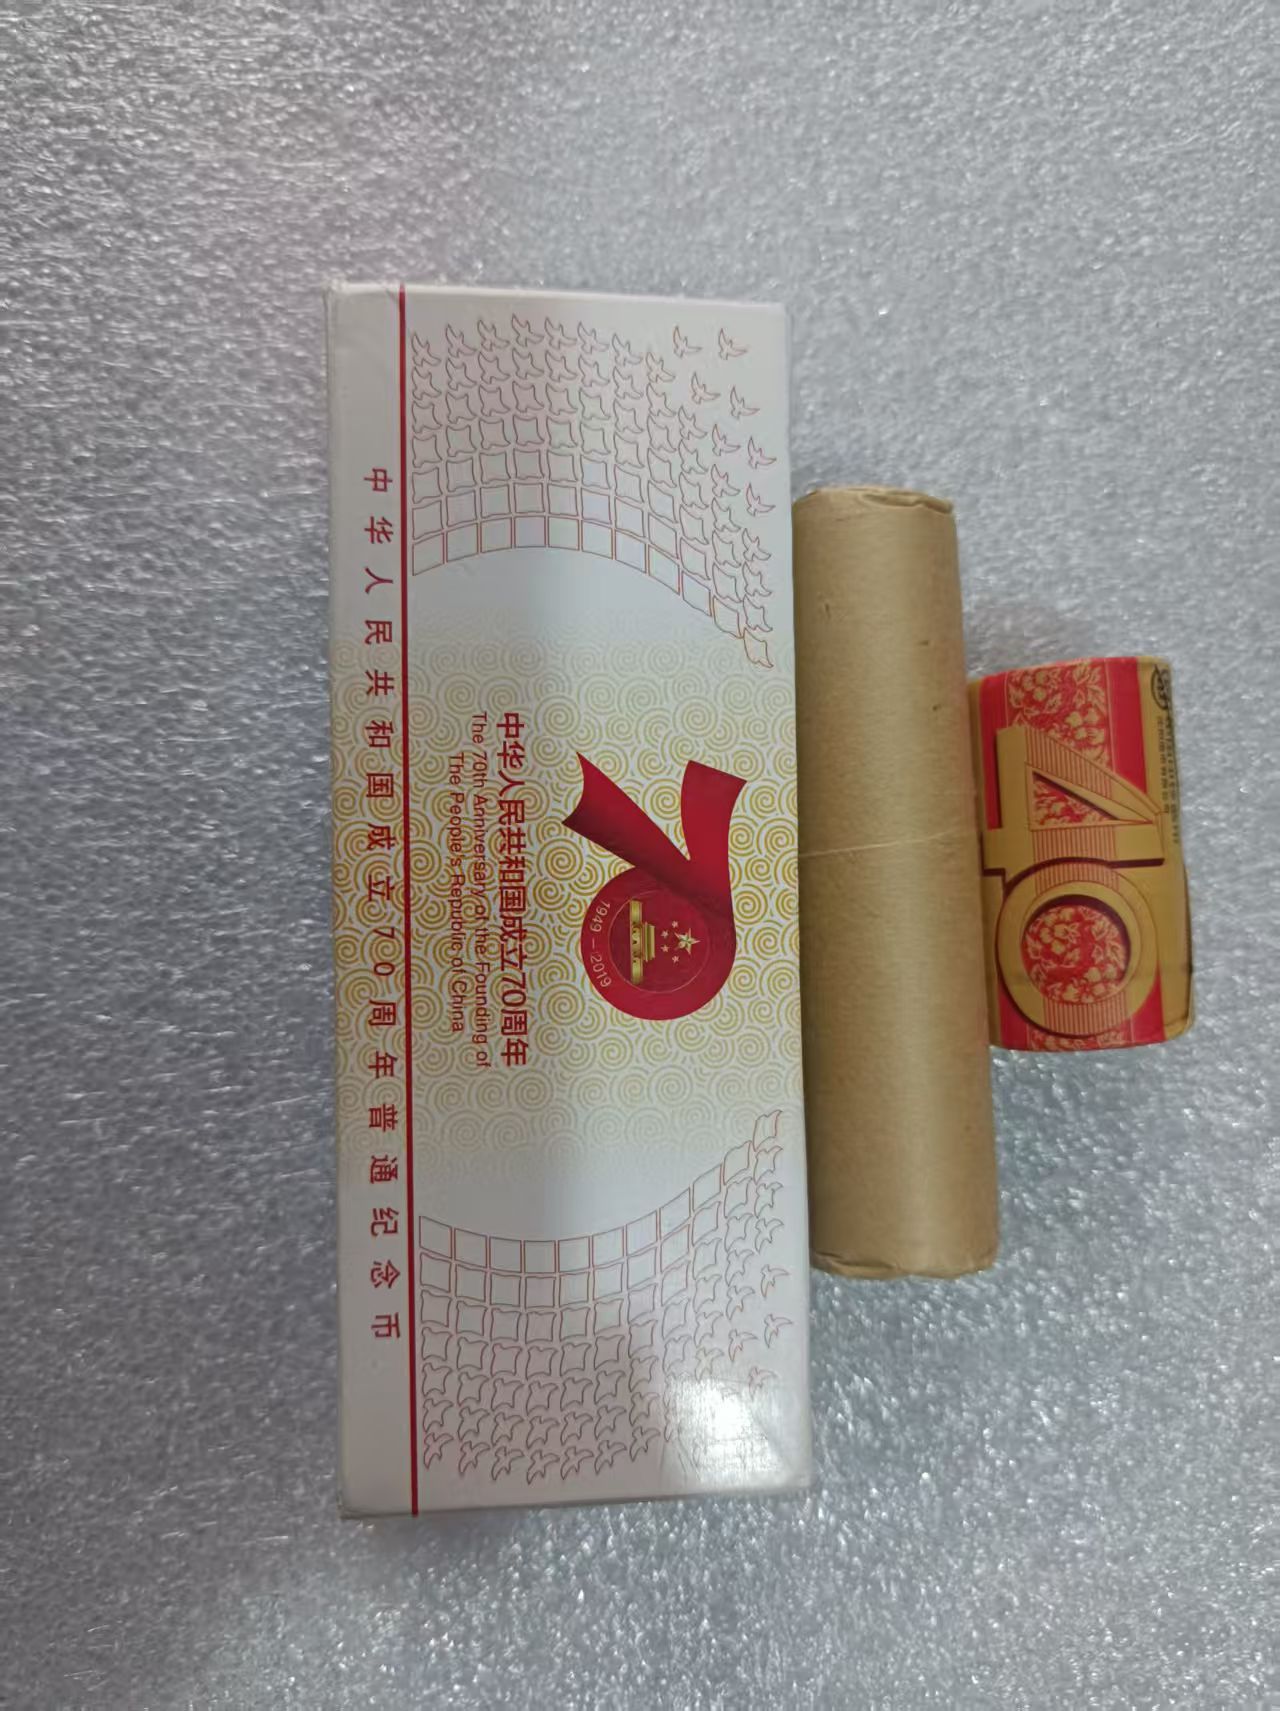 中华人民共和国成立70周年
The 70th Anniversary of the Founding of
The People's Republic of China
1949－2019
中华人民共和国成立70周年普通纪念币
40